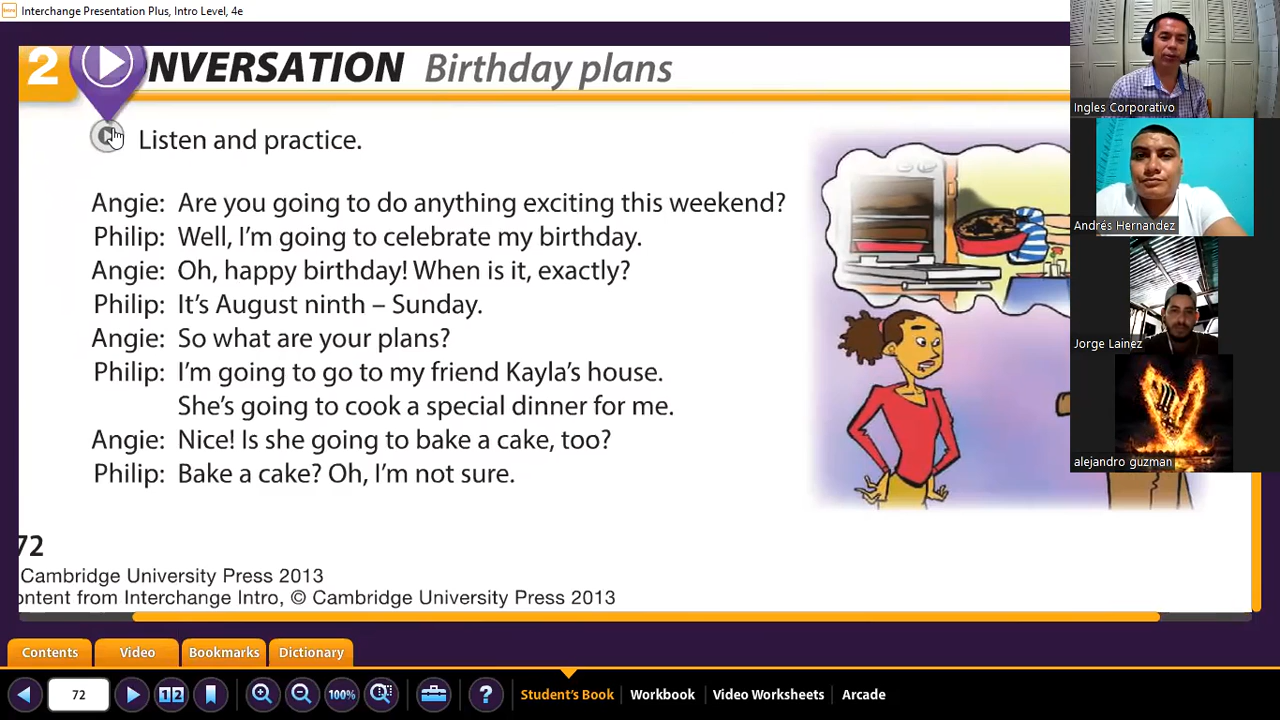 Interchange Presentation Plus, Intro Level, 4e
2 NVERSATION Birthday plans
Listen and practice.
Angie: Are you going to do anything exciting this weekend?
Philip: Well, I'm going to celebrate my birthday.
Angie: Oh, happy birthday! When is it, exactly?
Philip: It's August ninth – Sunday.
Angie: So what are your plans?
Philip: I'm going to go to my friend Kayla's house.
She's going to cook a special dinner for me.
Angie: Nice! Is she going to bake a cake, too?
Philip: Bake a cake? Oh, I'm not sure.
72
Cambridge University Press 2013
ontent from Interchange Intro, © Cambridge University Press 2013
Ingles Corporativo
Andrés Hernandez
Jorge Lainez
alejandro guzman
Contents Video Bookmarks Dictionary
72 1 2 100% ? Student's Book Workbook Video Worksheets Arcade